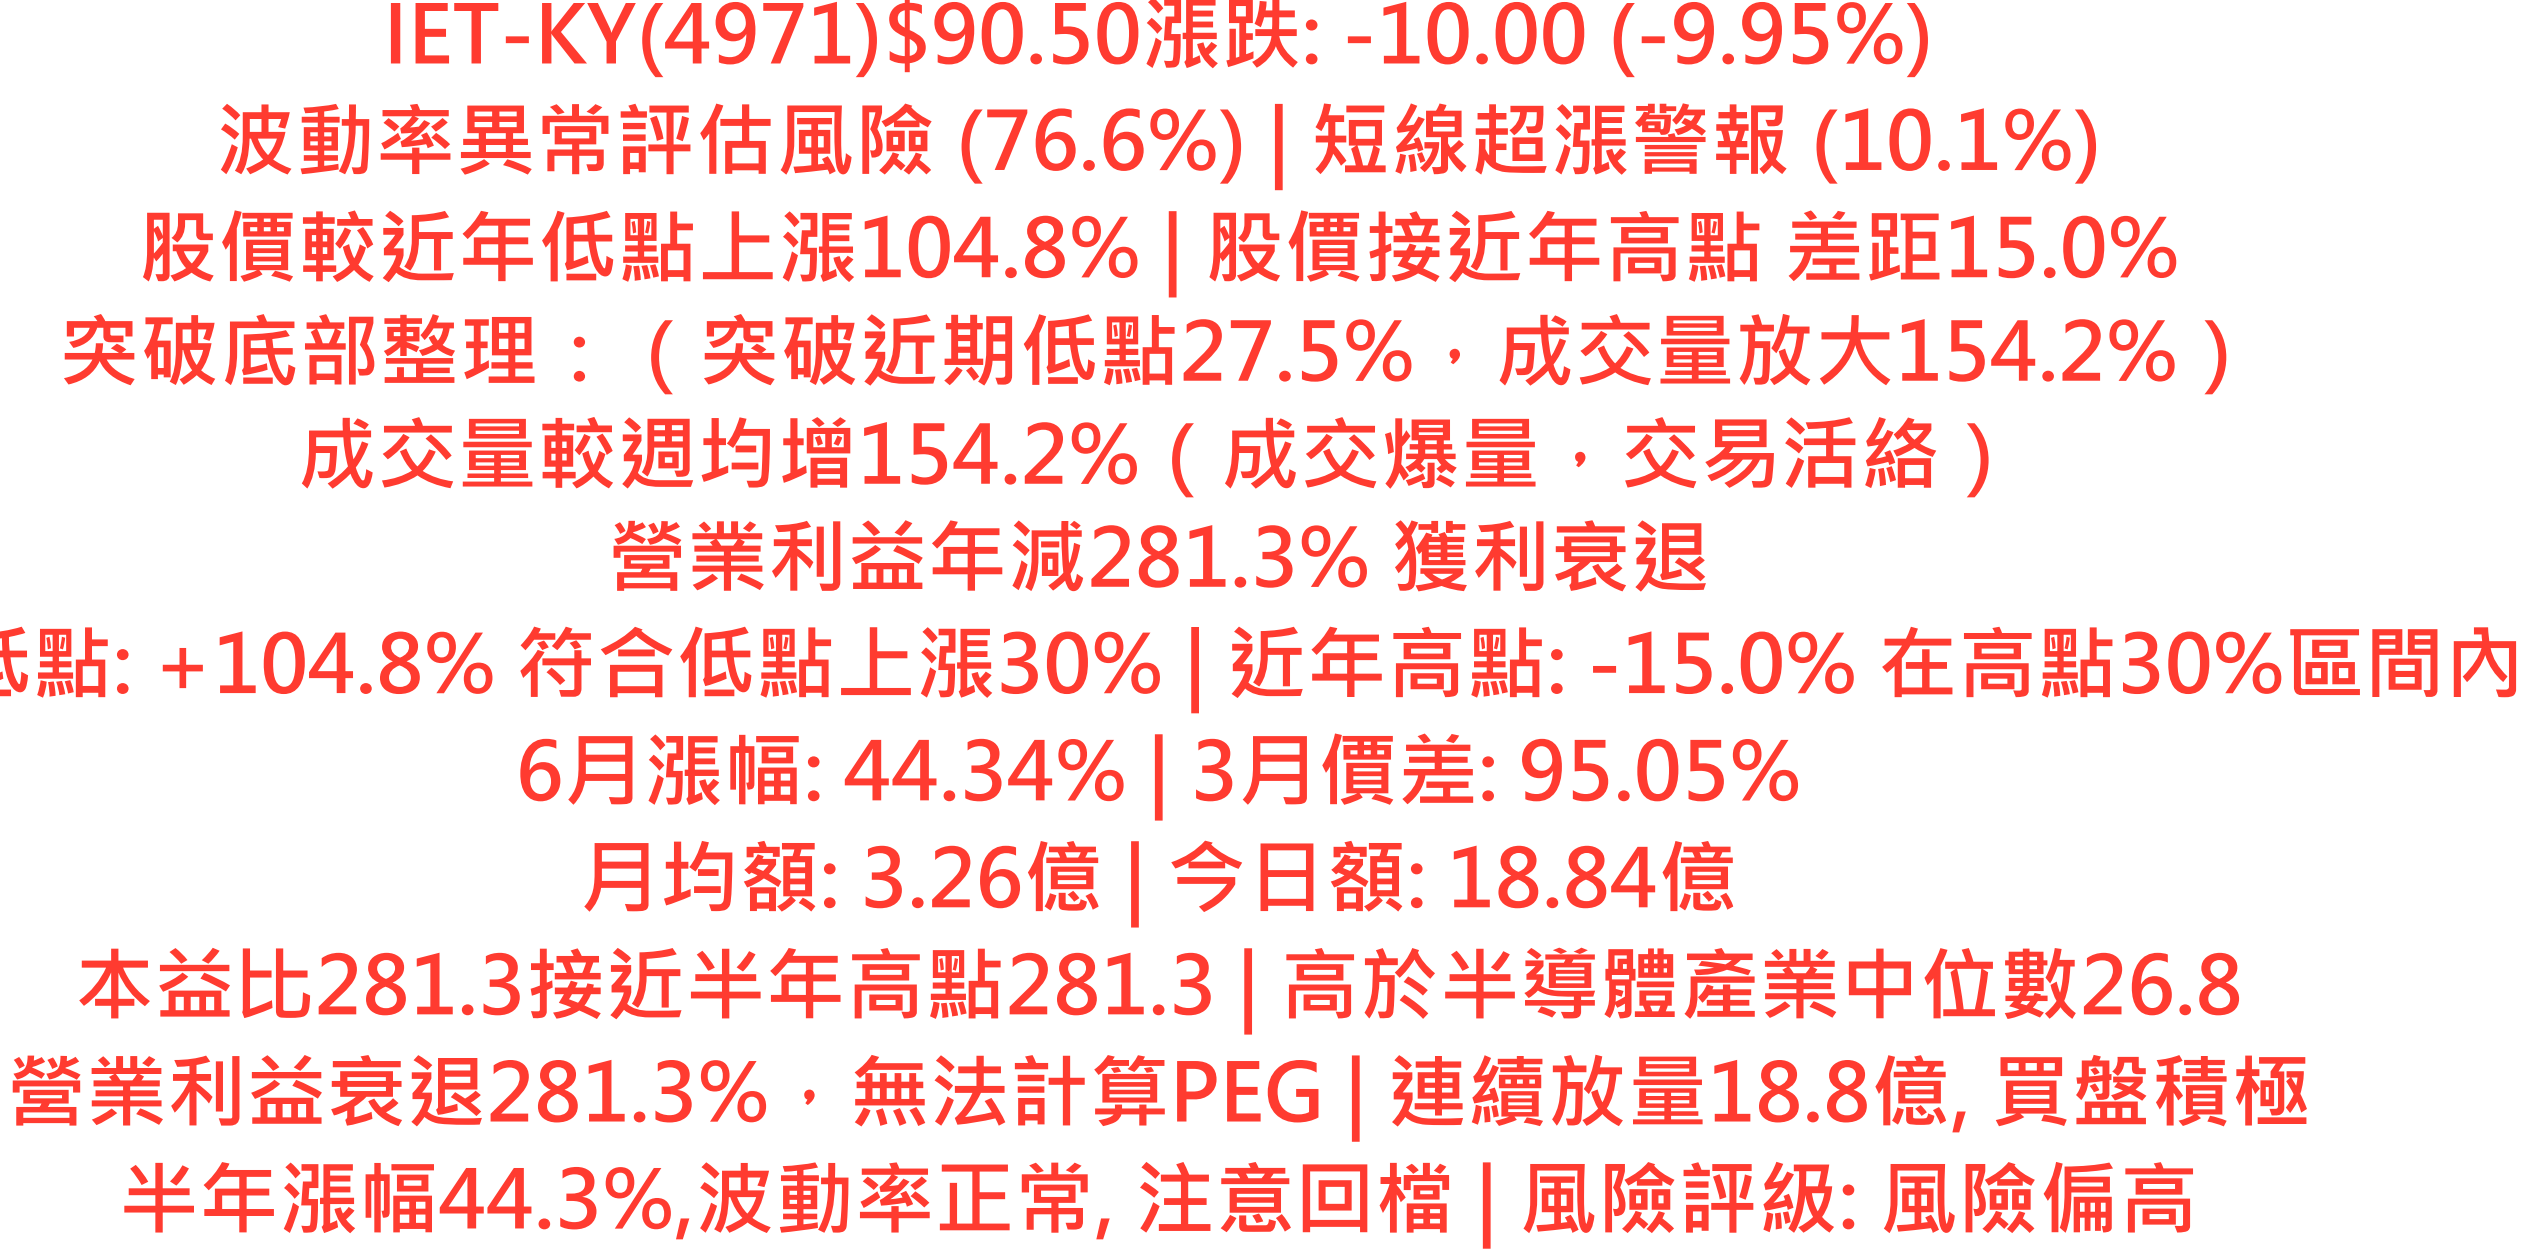 IET-KY(4971)$90.50漲跌: -10.00 (-9.95%)
波動率異常評估風險 (76.6%) | 短線超漲警報 (10.1%)
股價較近年低點上漲104.8% | 股價接近年高點 差距15.0%
突破底部整理：（突破近期低點27.5%，成交量放大154.2%）
成交量較週均增154.2%（成交爆量，交易活絡）
營業利益年減281.3% 獲利衰退
低點: +104.8% 符合低點上漲30% | 近年高點: -15.0% 在高點30%區間內
6月漲幅: 44.34% | 3月價差: 95.05%
月均額: 3.26億 | 今日額: 18.84億
本益比281.3接近半年高點281.3 | 高於半導體產業中位數26.8
營業利益衰退281.3%，無法計算PEG | 連續放量18.8億, 買盤積極
半年漲幅44.3%,波動率正常, 注意回檔 | 風險評級: 風險偏高